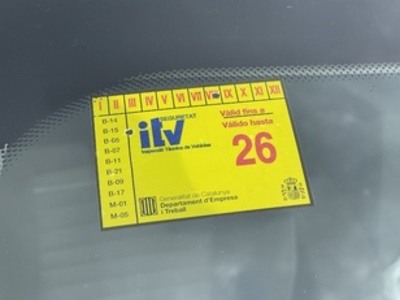 I II III IV V VI VII VIII IX X XI XII
B-14
B-15
B-05
B-07
B-11
B-21
B-09
B-17
M-01
M-05
SEGURETAT
itv
Inspecció Tècnica de Vehicles
Vàlid fins a
Válido hasta
26
Generalitat de Catalunya
Departament d'Empresa
i Treball